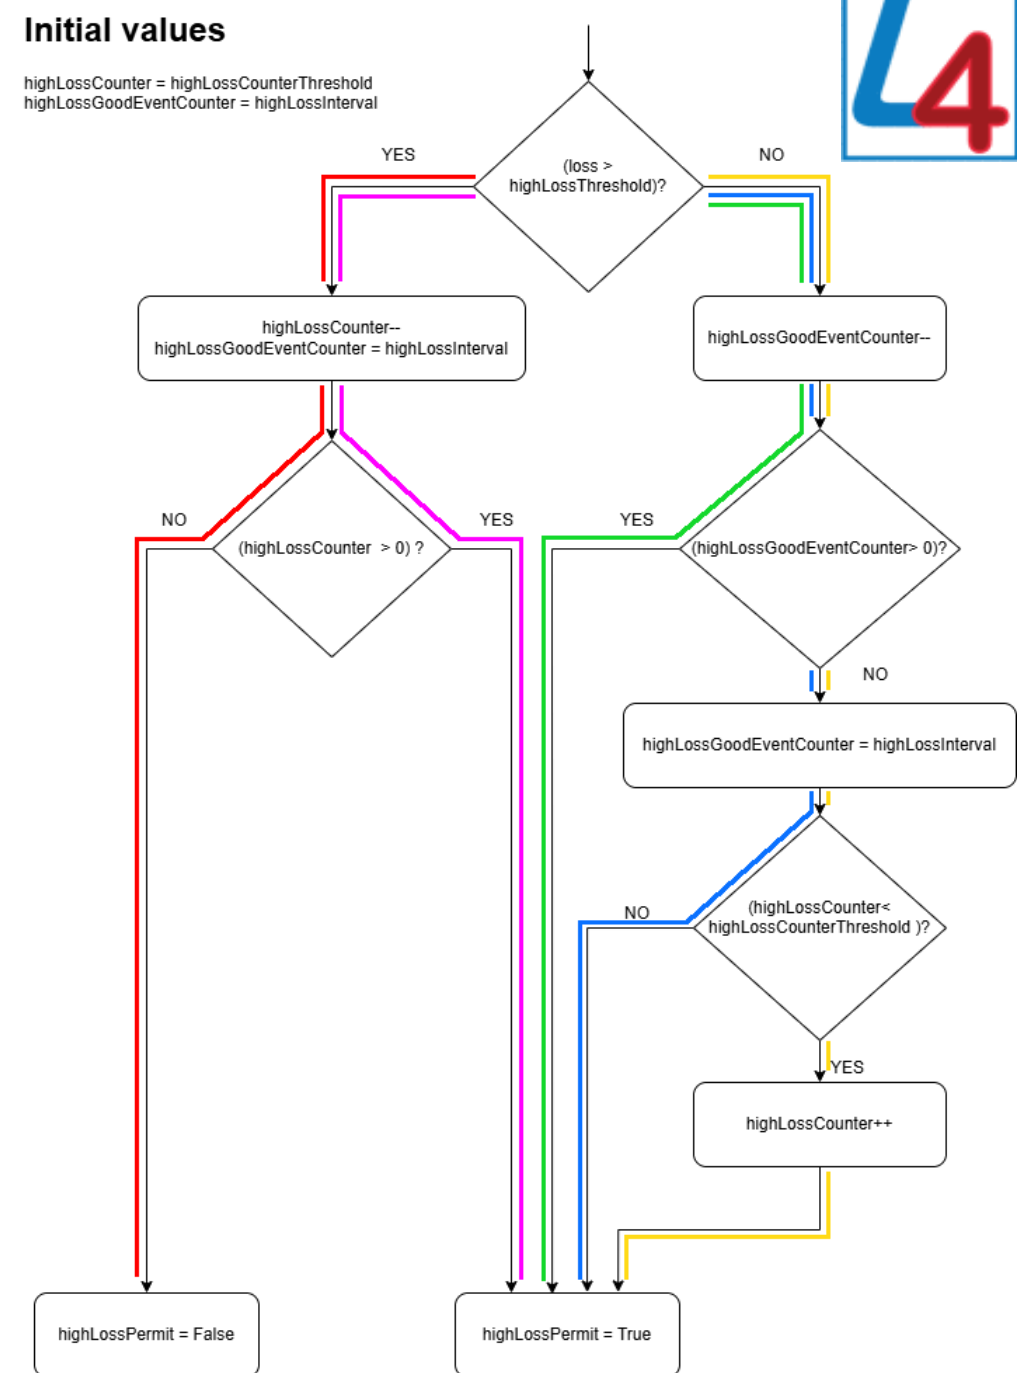 Initial values
highLossCounter = highLossCounterThreshold
highLossGoodEventCounter = highLossInterval
L4
YES
(loss >
highLossThreshold)?
NO
highLossCounter--
highLossGoodEventCounter = highLossInterval
highLossGoodEventCounter--
NO
(highLossCounter  > 0) ?
YES
YES
(highLossGoodEventCounter> 0)?
NO
highLossGoodEventCounter = highLossInterval
NO
(highLossCounter<
highLossCounterThreshold )?
YES
highLossCounter++
highLossPermit = False
highLossPermit = True